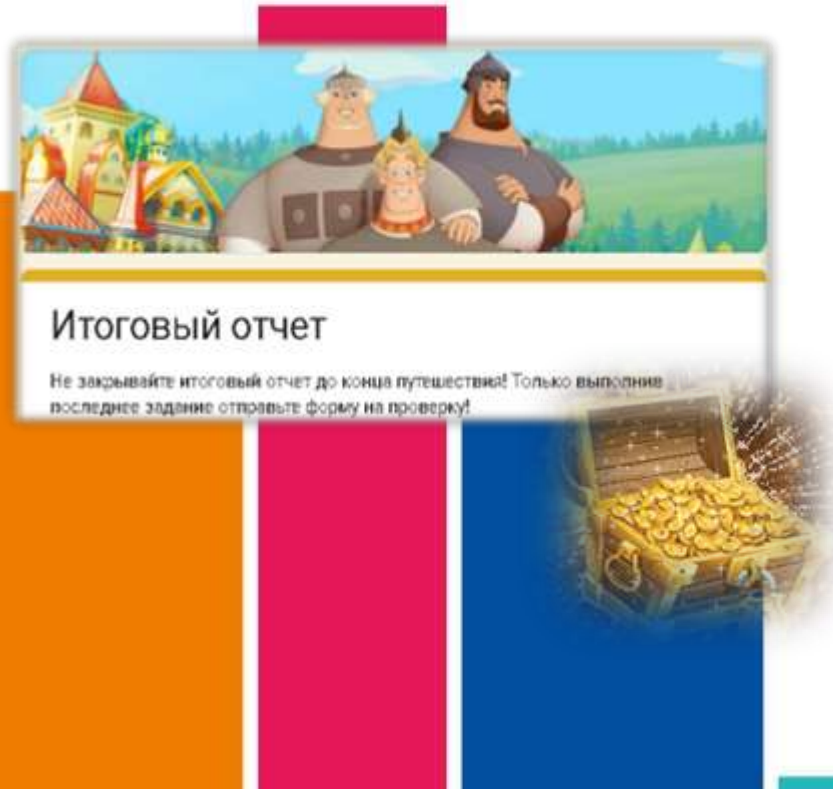 Итоговый отчет
Не закрывайте итоговый отчет до конца путешествия! Только выполнив
последнее задание отправьте форму на проверку!